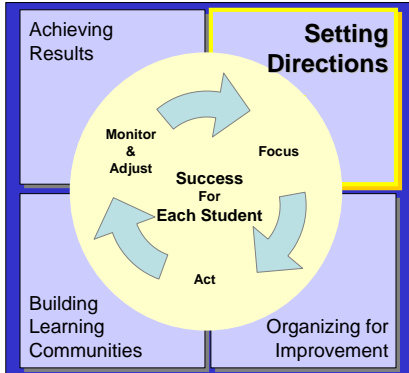 Achieving
Results
Setting
Directions
Monitor
&
Adjust
Focus
Success
For
Each Student
Act
Building
Learning
Communities
Organizing for
Improvement